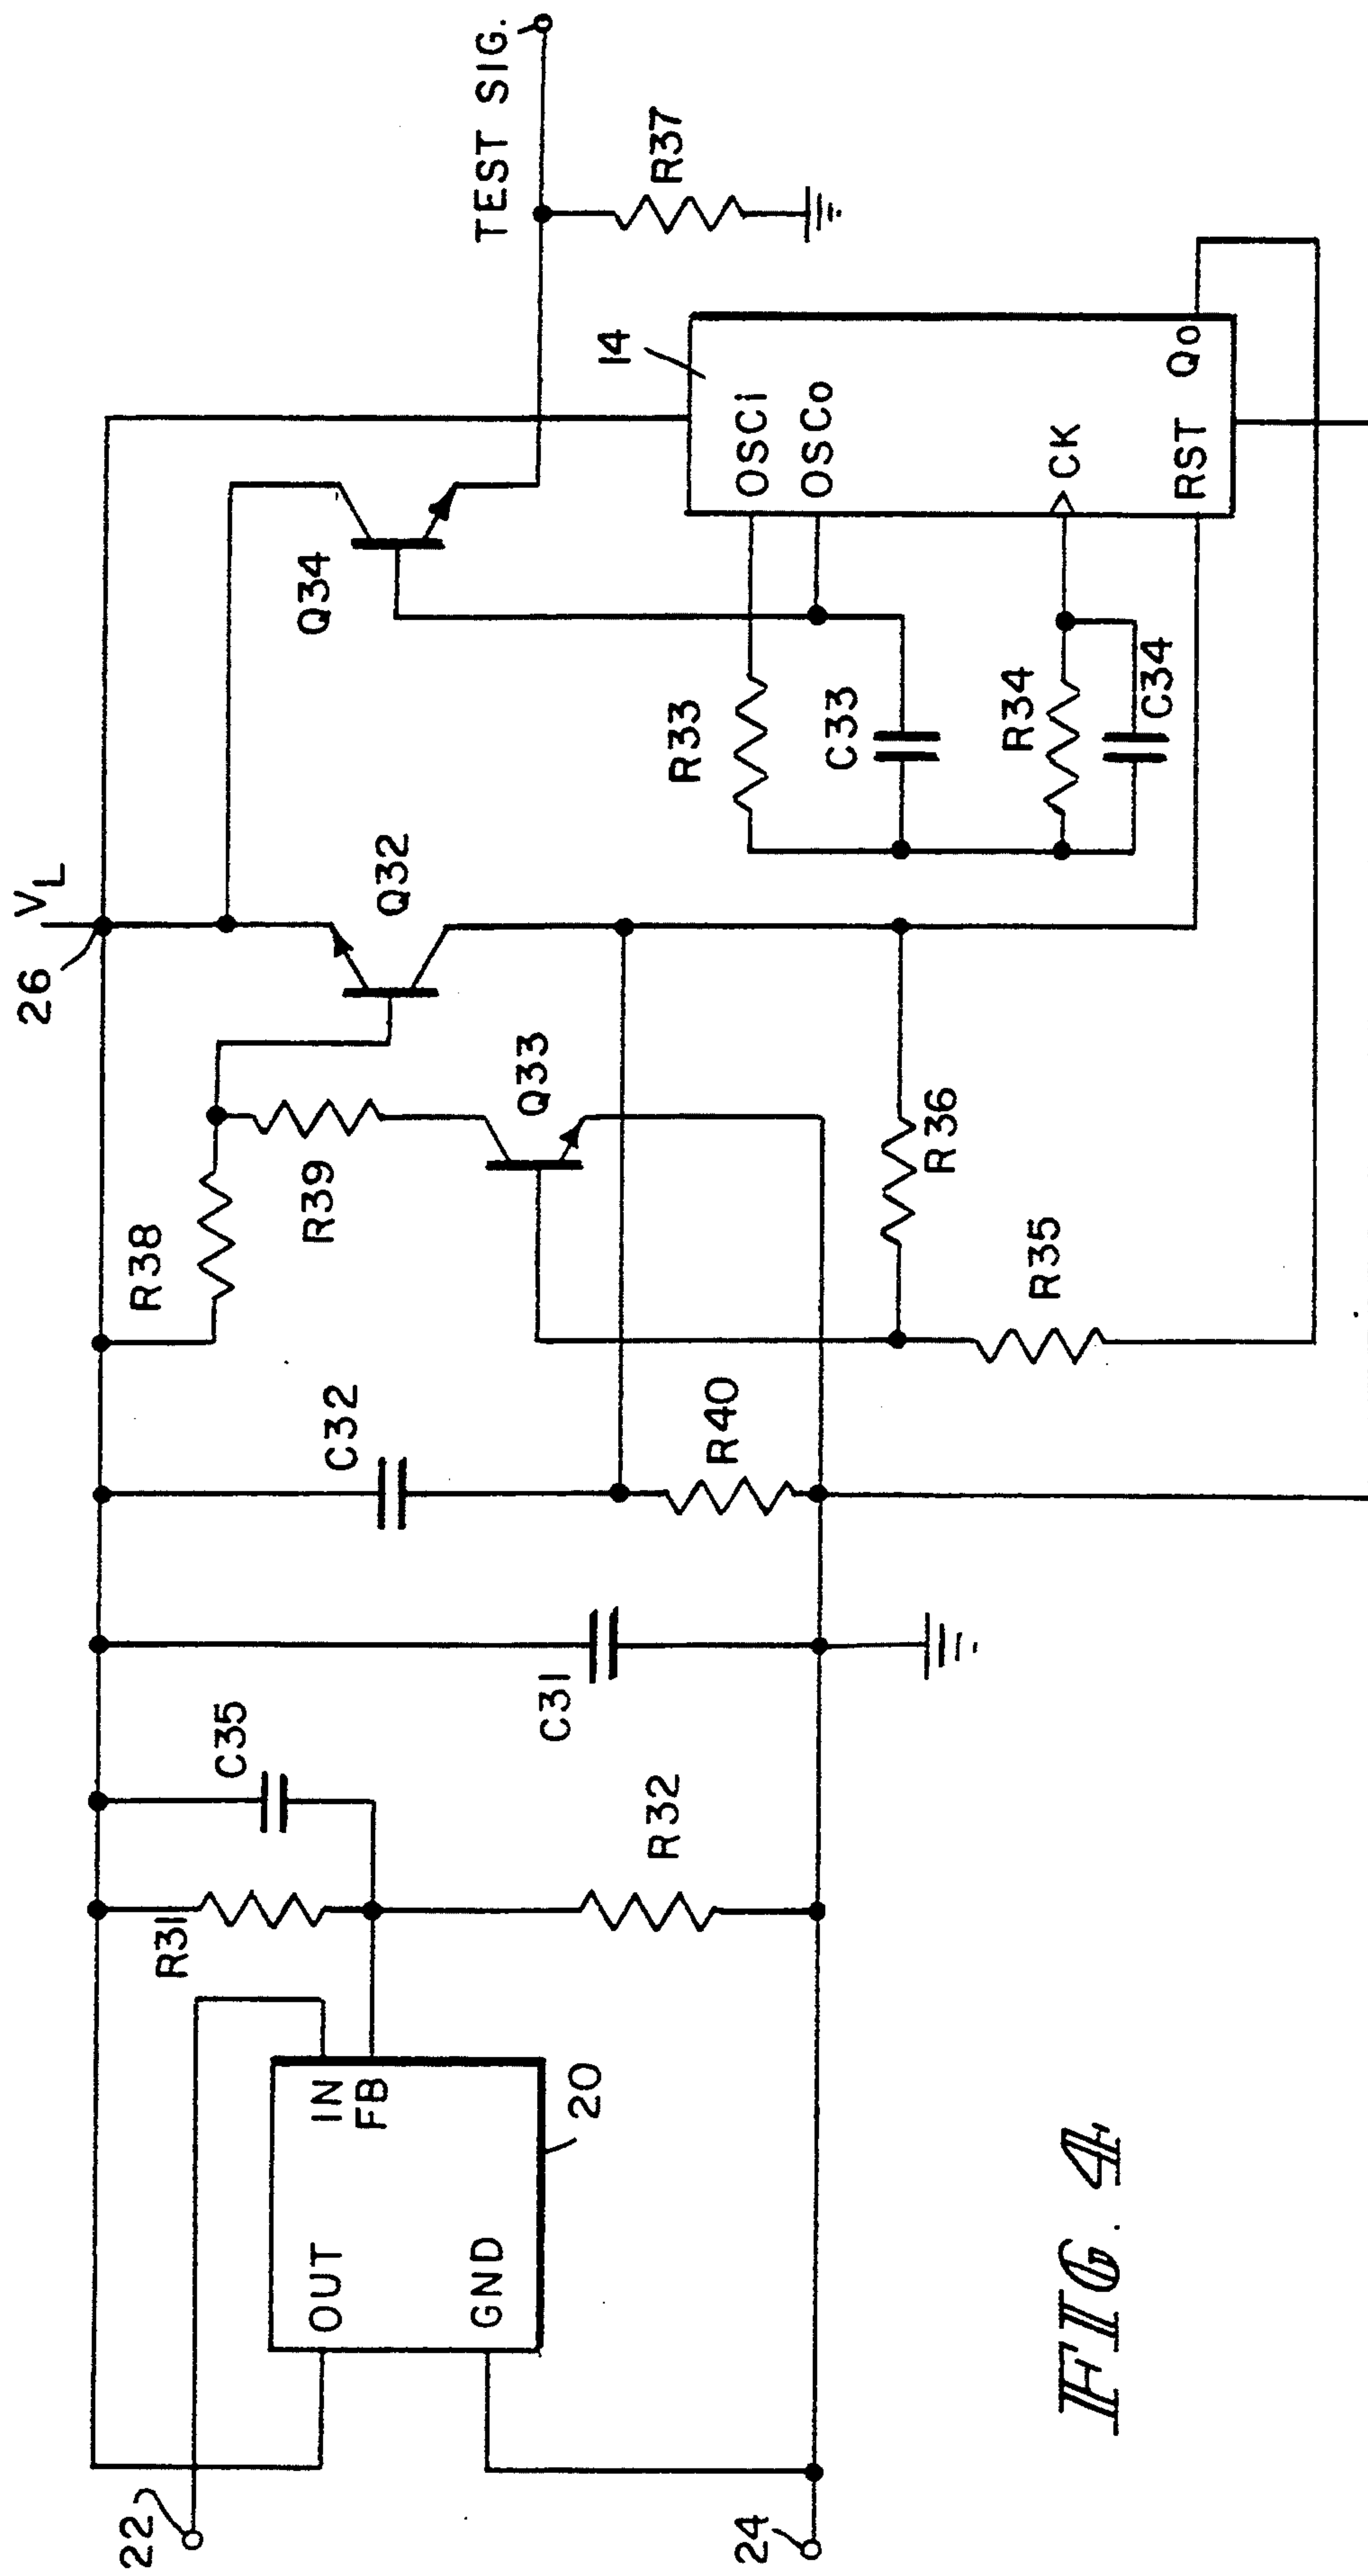 22
24
OUT
GND
IN
FB
20
R31
C35
R32
C31
C32
R40
R38
R39
Q33
R35
R36
26
VL
Q32
Q34
R33
C33
R34
C34
14
OSCi
OSCo
CK
RST
Qo
TEST SIG.
R37
FIG. 4